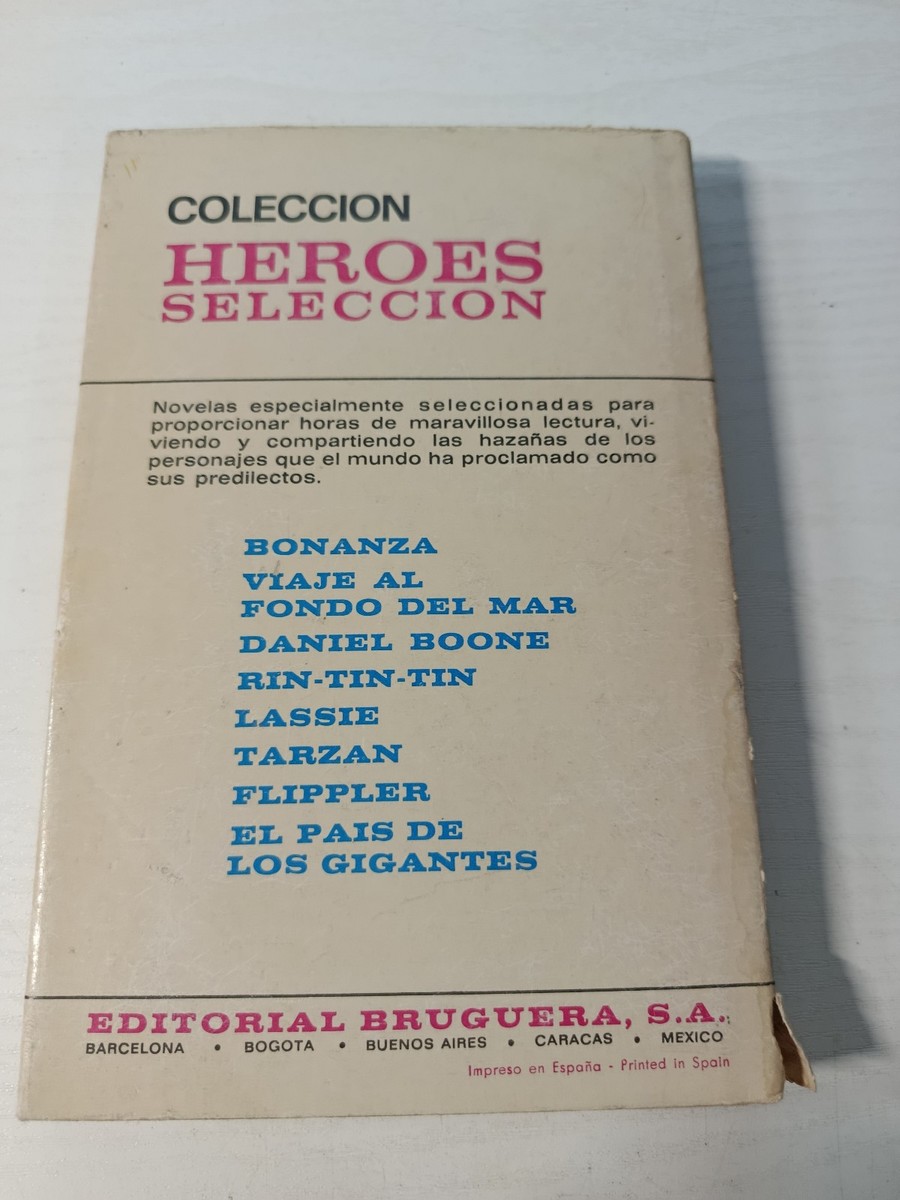 COLECCION
HEROES
SELECCION
Novelas especialmente seleccionadas para
proporcionar horas de maravillosa lectura, vi-
viendo y compartiendo las hazañas de los
personajes que el mundo ha proclamado como
sus predilectos.
BONANZA
VIAJE AL
FONDO DEL MAR
DANIEL BOONE
RIN-TIN-TIN
LASSIE
TARZAN
FLIPPLER
EL PAIS DE
LOS GIGANTES
EDITORIAL BRUGUERA, S.A.
BARCELONA • BOGOTA • BUENOS AIRES • CARACAS • MEXICO
Impreso en España - Printed in Spain